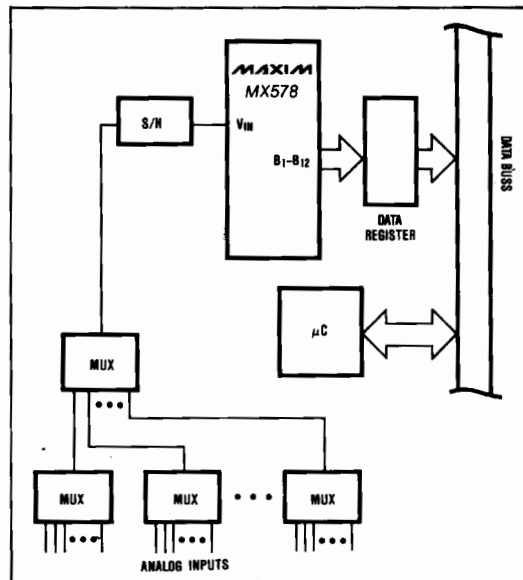 MAXIM
MX578
S/H
VIN
B1-B12
DATA
REGISTER
DATA BUSS
µC
MUX
MUX
MUX
MUX
ANALOG INPUTS